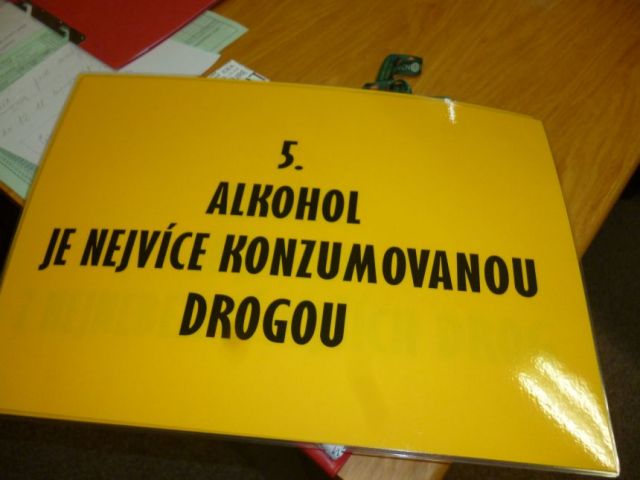 5.
ALKOHOL
JE NEJVÍCE KONZUMOVANOU
DROGOU